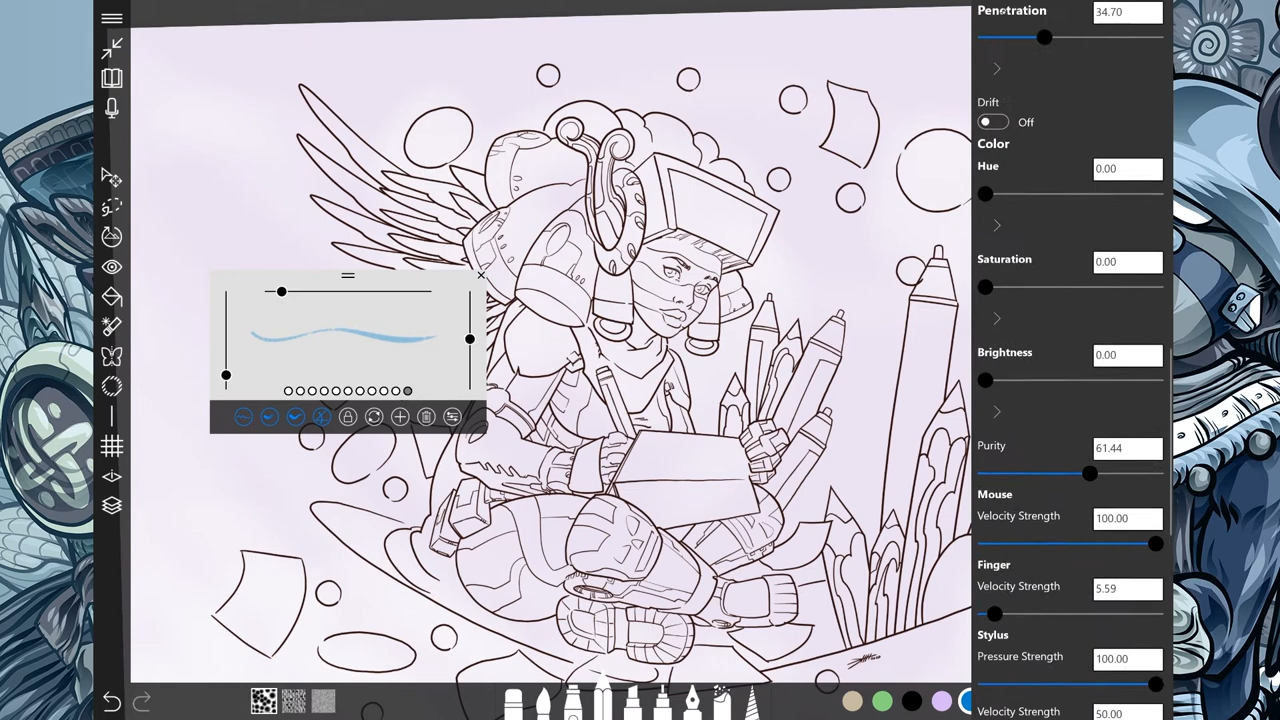 Penetration
34.70
Drift
Off
Color
Hue
0.00
Saturation
0.00
Brightness
0.00
Purity
61.44
Mouse
Velocity Strength
100.00
Finger
Velocity Strength
5.59
Stylus
Pressure Strength
100.00
Velocity Strength
50.00